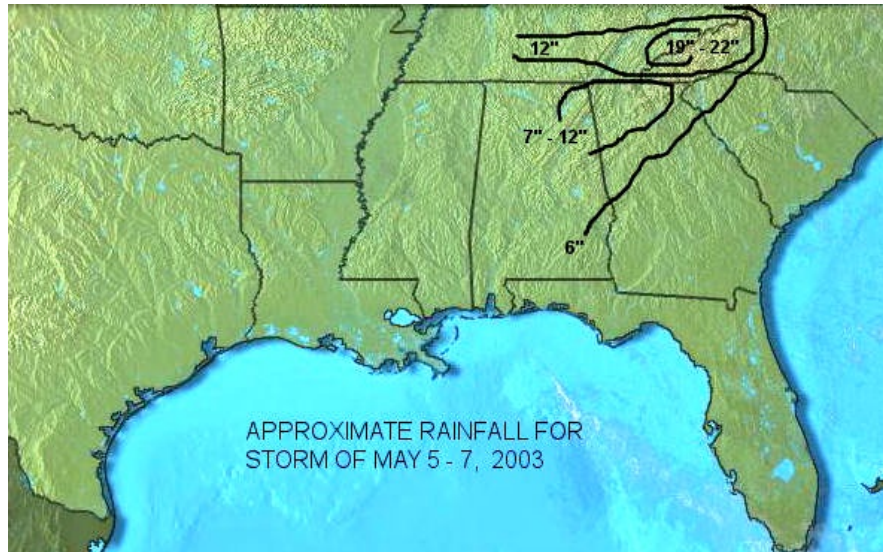 12"
19" - 22"
7" - 12"
6"
APPROXIMATE RAINFALL FOR
STORM OF MAY 5 - 7, 2003